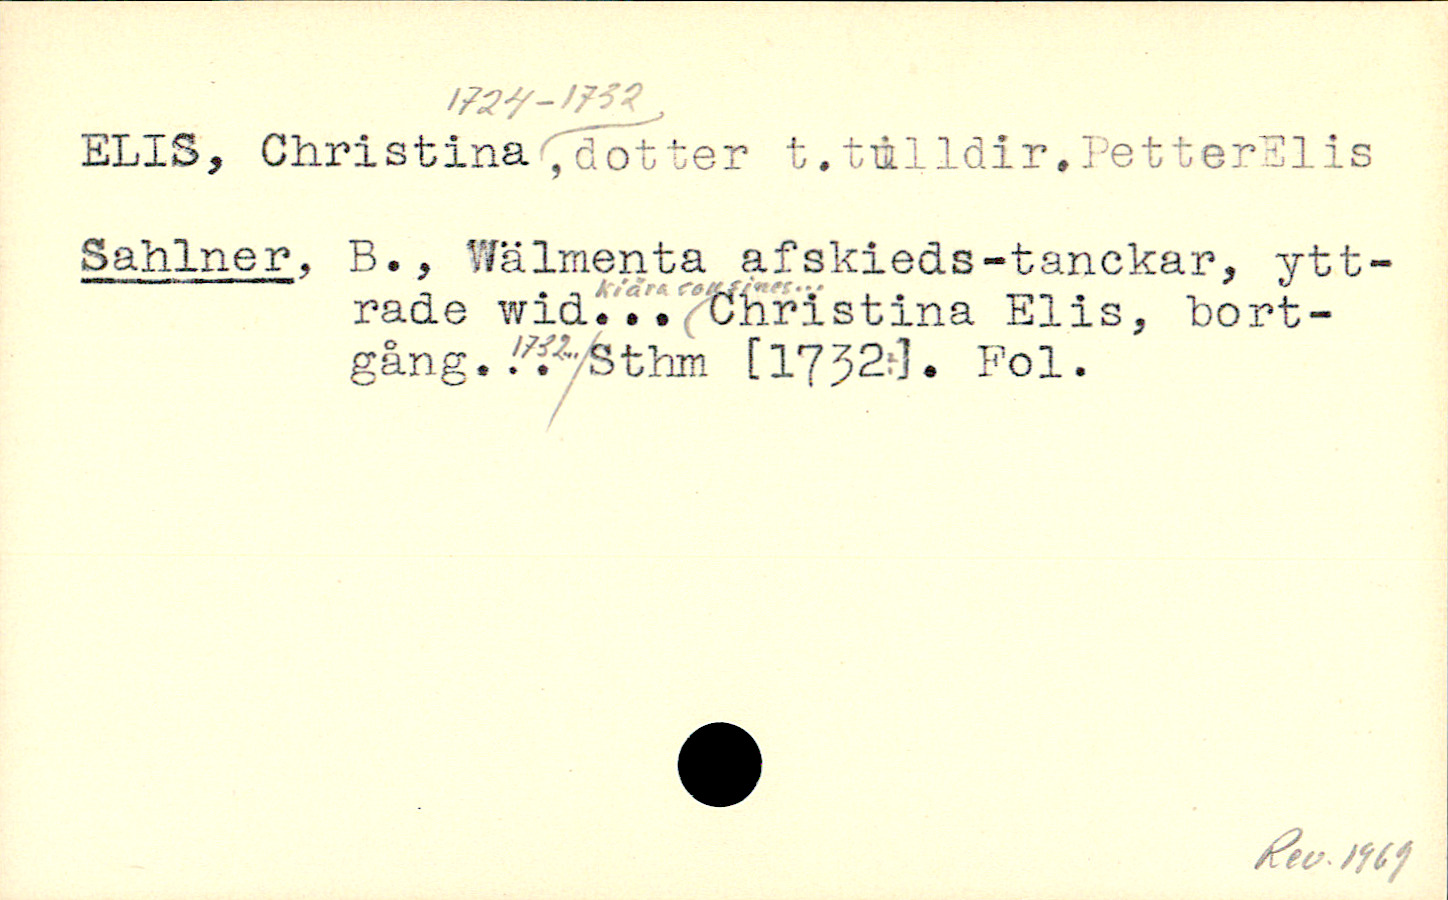 1724-1732
ELIS, Christina, dotter t.tulldir.PetterElis
Sahlner, B., Wälmenta afskieds-tanckar, ytt-
kiära cousines...
rade wid... Christina Elis, bort-
1732...
gång... Sthm [1732]. Fol.
Rev. 1969